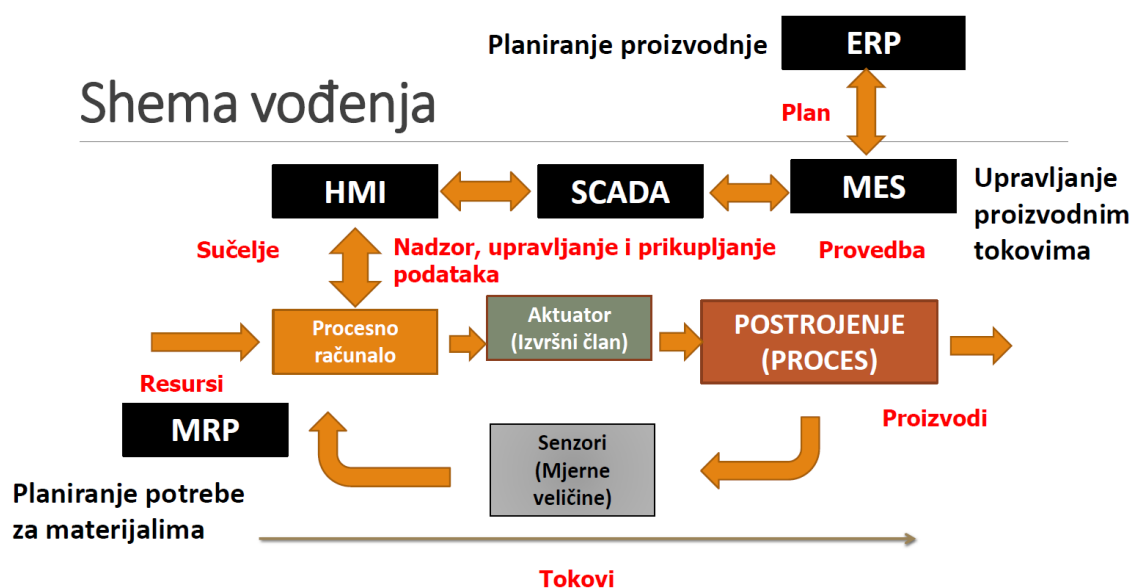 Planiranje proizvodnje
ERP
Shema vođenja
Plan
HMI
SCADA
MES
Upravljanje
proizvodnim
tokovima
Sučelje
Nadzor, upravljanje i prikupljanje
podataka
Provedba
Procesno
računalo
Aktuator
(Izvršni član)
POSTROJENJE
(PROCES)
Resursi
MRP
Proizvodi
Senzori
(Mjerne
veličine)
Planiranje potrebe
za materijalima
Tokovi